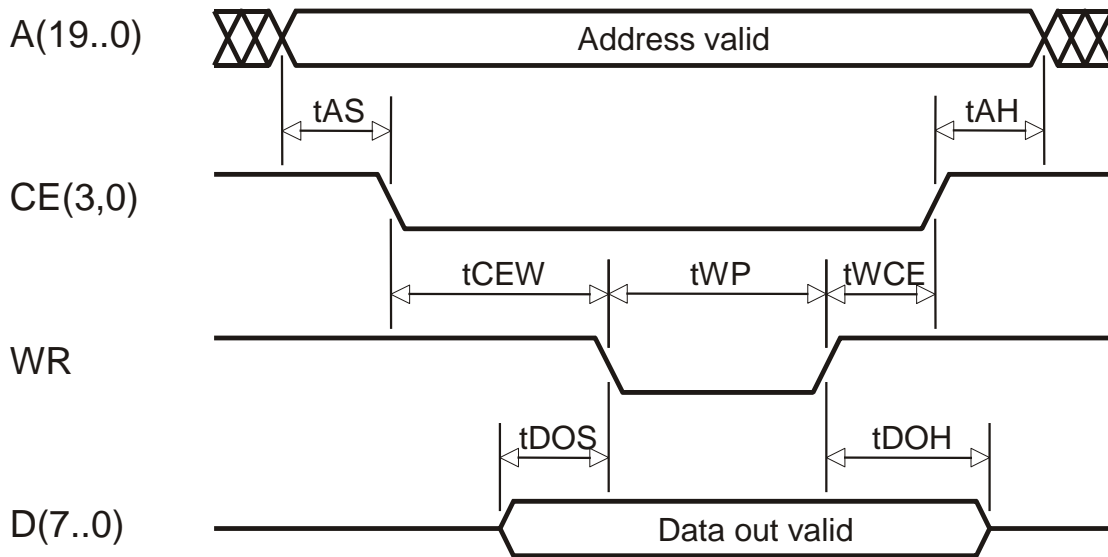 A(19..0)
Address valid
tAS
tAH
CE(3,0)
tCEW
tWP
tWCE
WR
tDOS
tDOH
D(7..0)
Data out valid